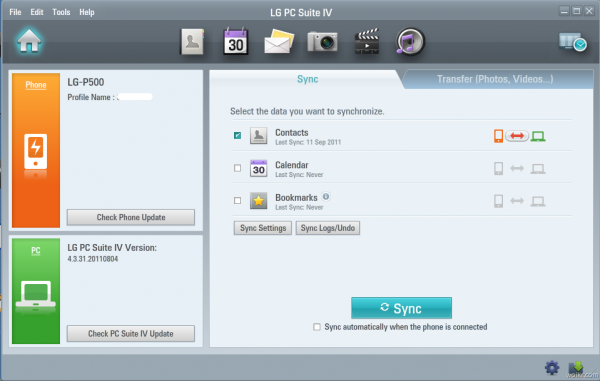 File Edit Tools Help
LG PC Suite IV
30
Phone
LG-P500
Profile Name :
Check Phone Update
PC
LG PC Suite IV Version:
4.3.31.20110804
Check PC Suite IV Update
Sync
Transfer (Photos, Videos...)
Select the data you want to synchronize.
Contacts
Last Sync: 11 Sep 2011
30
Calendar
Last Sync: Never
Bookmarks
Last Sync: Never
Sync Settings
Sync Logs/Undo
Sync
Sync automatically when the phone is connected